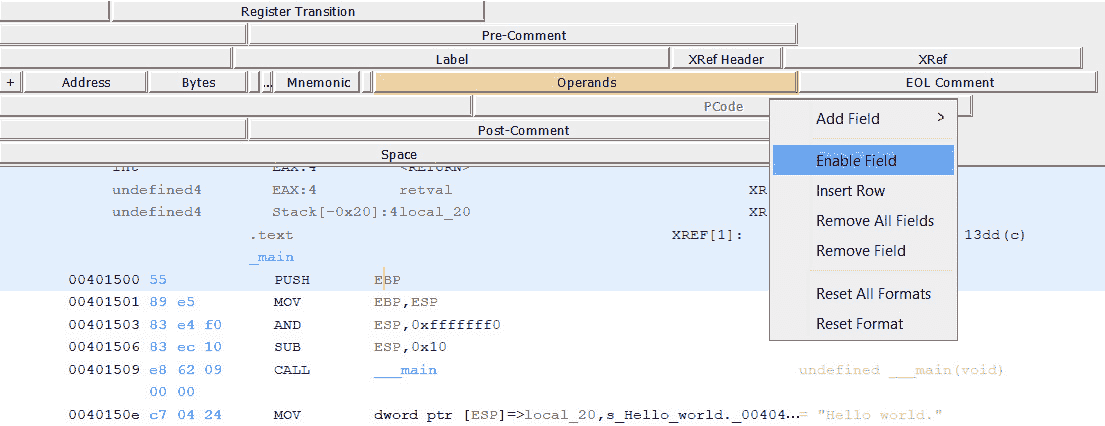 Register Transition
Pre-Comment
Label XRef Header XRef
+ Address Bytes ... Mnemonic Operands EOL Comment
PCode
Post-Comment
Space
Add Field >
Enable Field
Insert Row
Remove All Fields
Remove Field
Reset All Formats
Reset Format
int EAX:4 <RETURN>
undefined4 EAX:4 retval XR
undefined4 Stack[-0x20]:4local_20 XR
.text XREF[1]: 13dd(c)
_main
00401500 55 PUSH EBP
00401501 89 e5 MOV EBP,ESP
00401503 83 e4 f0 AND ESP,0xfffffff0
00401506 83 ec 10 SUB ESP,0x10
00401509 e8 62 09 CALL ___main undefined ___main(void)
00 00
0040150e c7 04 24 MOV dword ptr [ESP]=>local_20,s_Hello_world._00404... = "Hello world."